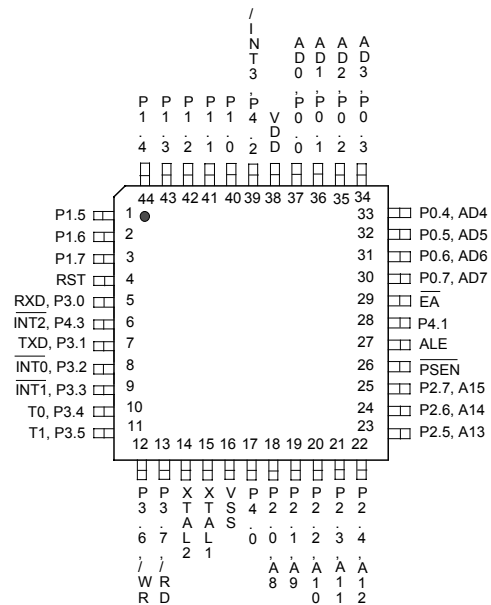 P1.4
P1.3
P1.2
P1.1
P1.0
/INT3,P4.2
VDD
AD0,P0.0
AD1,P0.1
AD2,P0.2
AD3,P0.3
44 43 42 41 40 39 38 37 36 35 34
P1.5 1
P1.6 2
P1.7 3
RST 4
RXD, P3.0 5
INT2, P4.3 6
TXD, P3.1 7
INT0, P3.2 8
INT1, P3.3 9
T0, P3.4 10
T1, P3.5 11
33 P0.4, AD4
32 P0.5, AD5
31 P0.6, AD6
30 P0.7, AD7
29 EA
28 P4.1
27 ALE
26 PSEN
25 P2.7, A15
24 P2.6, A14
23 P2.5, A13
12 13 14 15 16 17 18 19 20 21 22
P3.6,/WR
P3.7,/RD
XTAL2
XTAL1
VSS
P4.0
P2.0,A8
P2.1,A9
P2.2,A10
P2.3,A11
P2.4,A12